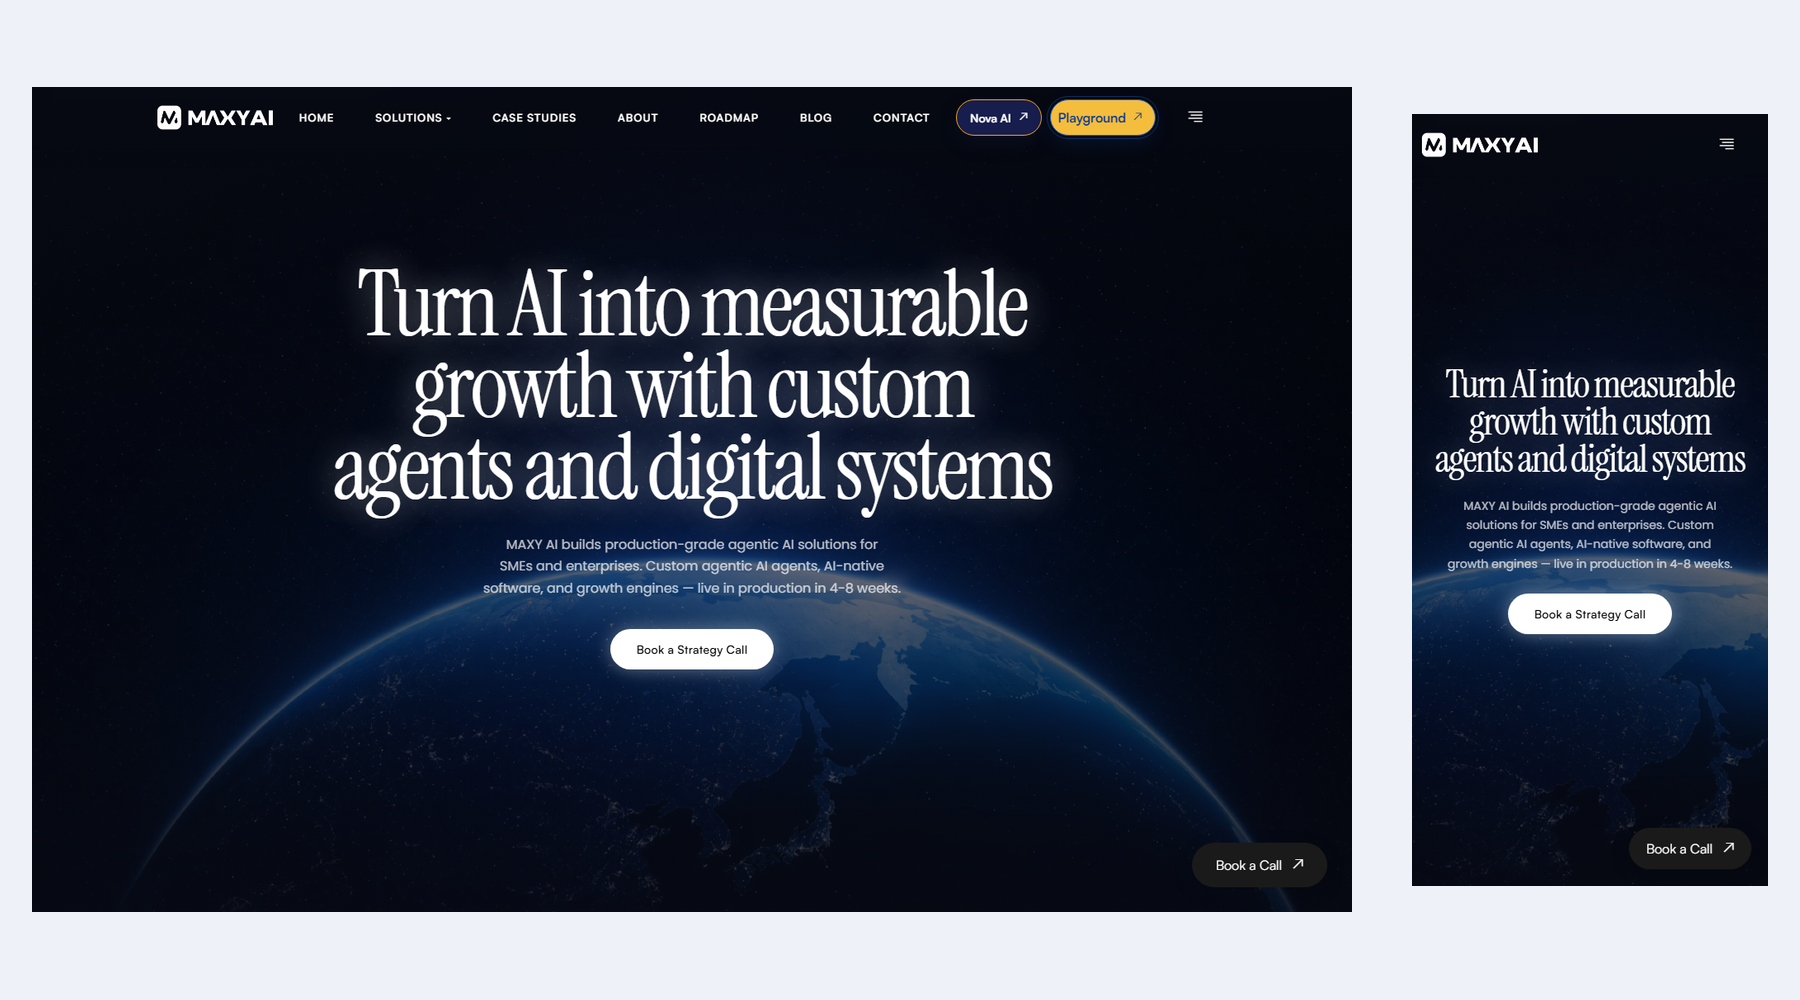 MAXYAI
HOME
SOLUTIONS
CASE STUDIES
ABOUT
ROADMAP
BLOG
CONTACT
Nova AI
Playground
Turn AI into measurable
growth with custom
agents and digital systems
MAXY AI builds production-grade agentic AI solutions for
SMEs and enterprises. Custom agentic AI agents, AI-native
software, and growth engines — live in production in 4-8 weeks.
Book a Strategy Call
Book a Call
MAXYAI
Turn AI into measurable
growth with custom
agents and digital systems
MAXY AI builds production-grade agentic AI
solutions for SMEs and enterprises. Custom
agentic AI agents, AI-native software, and
growth engines — live in production in 4-8 weeks.
Book a Strategy Call
Book a Call